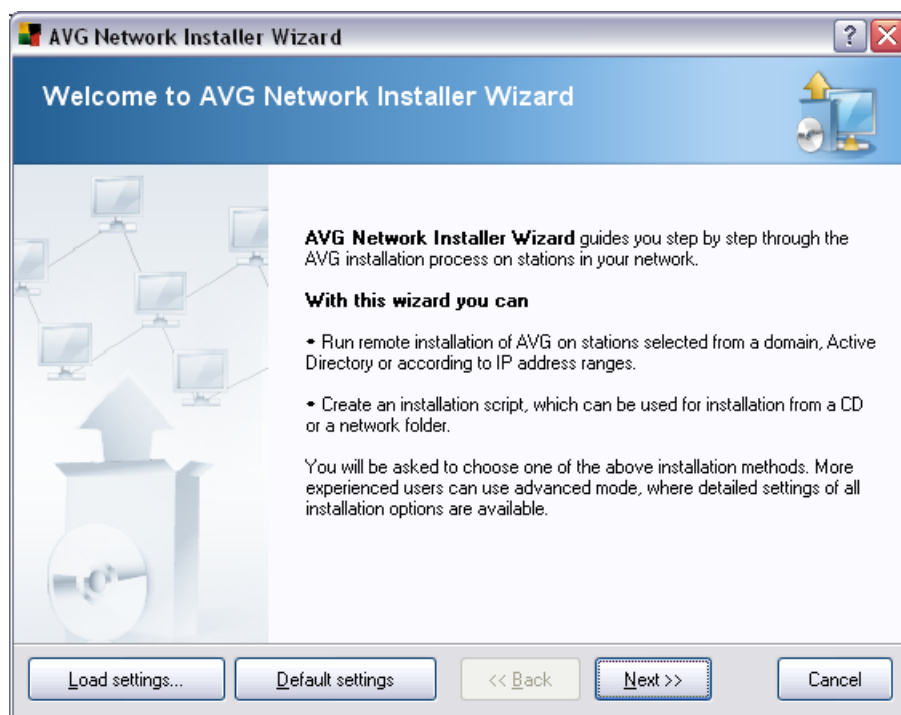 AVG Network Installer Wizard
?
Welcome to AVG Network Installer Wizard
AVG Network Installer Wizard guides you step by step through the
AVG installation process on stations in your network.
With this wizard you can
• Run remote installation of AVG on stations selected from a domain, Active
Directory or according to IP address ranges.
• Create an installation script, which can be used for installation from a CD
or a network folder.
You will be asked to choose one of the above installation methods. More
experienced users can use advanced mode, where detailed settings of all
installation options are available.
Load settings...
Default settings
<< Back
Next >>
Cancel